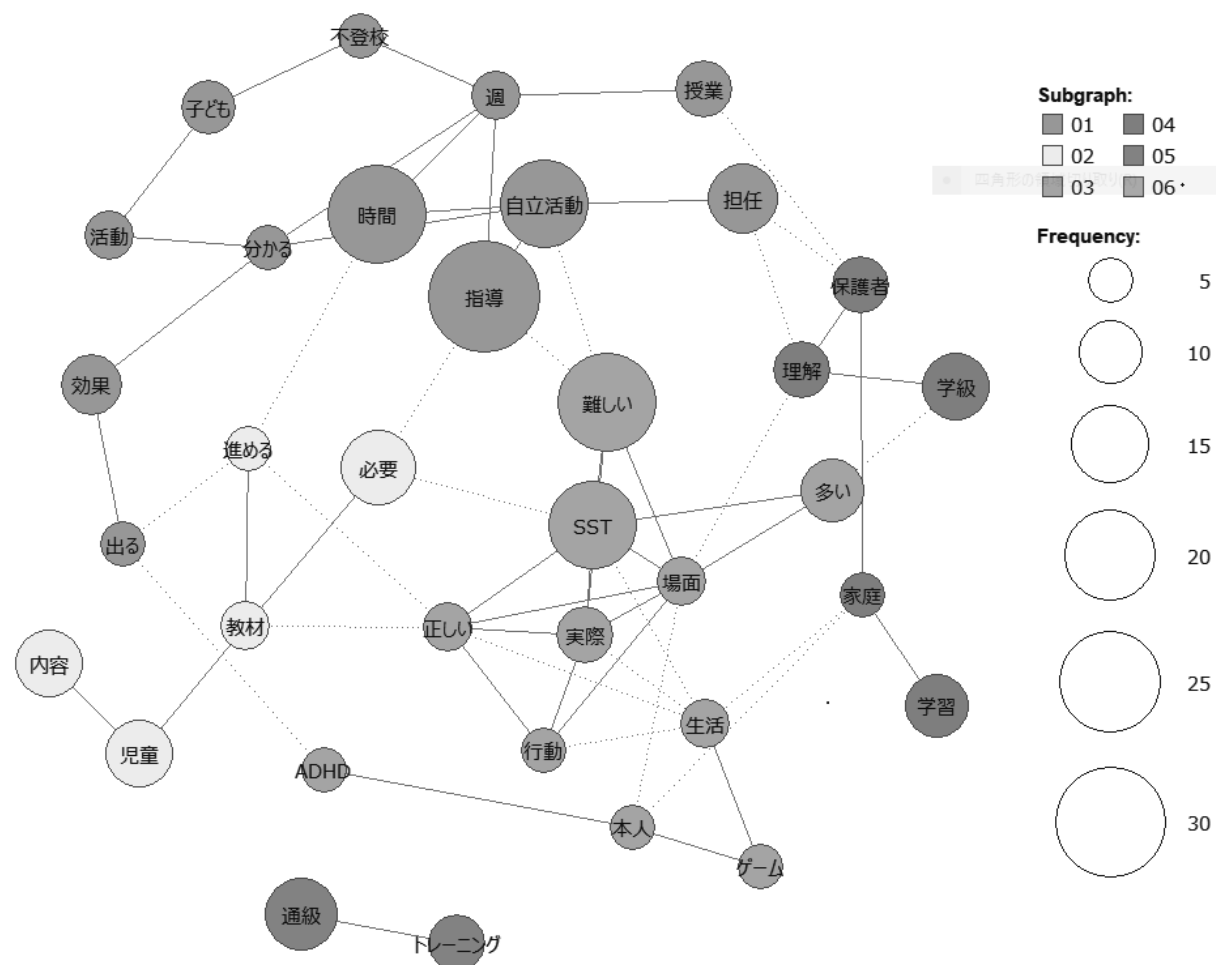 不登校
週
授業
子ども
時間
自立活動
担任
活動
分かる
指導
保護者
理解
学級
効果
難しい
進める
必要
多い
SST
出る
場面
家庭
教材
正しい
実際
内容
学習
生活
児童
行動
ADHD
本人
ゲーム
通級
トレーニング
Subgraph:
01 04
02 05
03 06
Frequency:
5
10
15
20
25
30